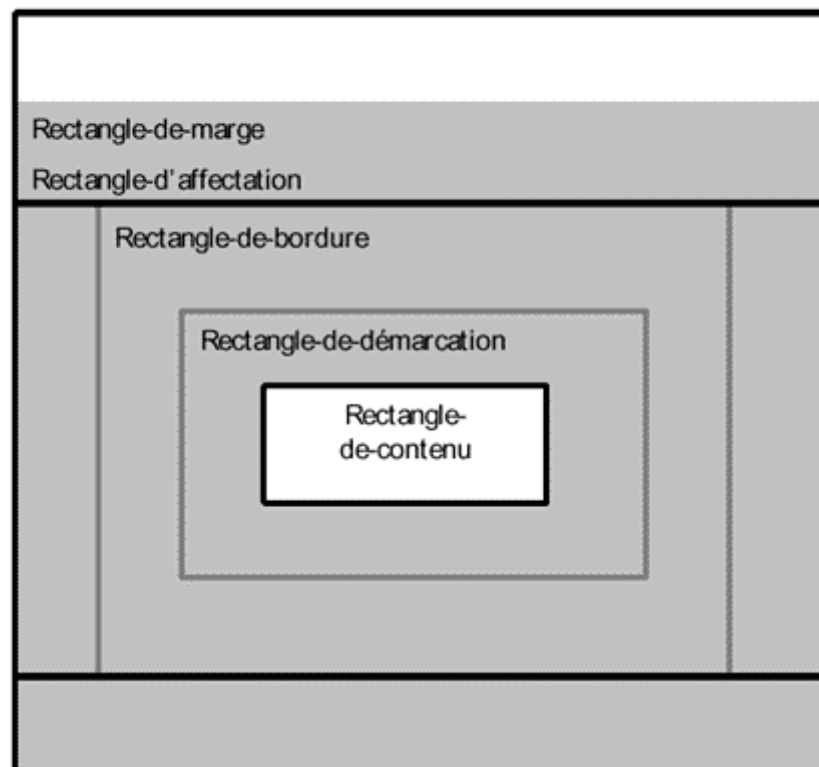 Rectangle-de-marge
Rectangle-d'affectation
Rectangle-de-bordure
Rectangle-de-démarcation
Rectangle-
de-contenu